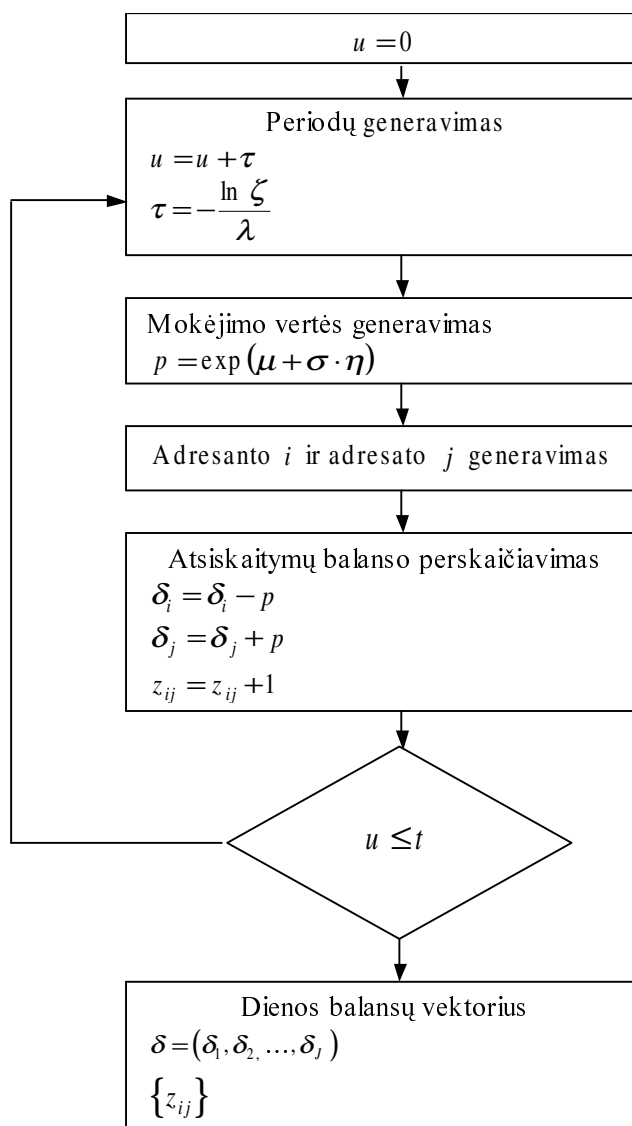 u = 0
Periodų generavimas
u = u + τ
τ = − ln ζ / λ
Mokėjimo vertės generavimas
p = exp(μ + σ · η)
Adresanto i ir adresato j generavimas
Atsiskaitymų balanso perskaičiavimas
δ_i = δ_i − p
δ_j = δ_j + p
z_ij = z_ij + 1
u ≤ t
Dienos balansų vektorius
δ = (δ_1, δ_2, ..., δ_J)
{z_ij}